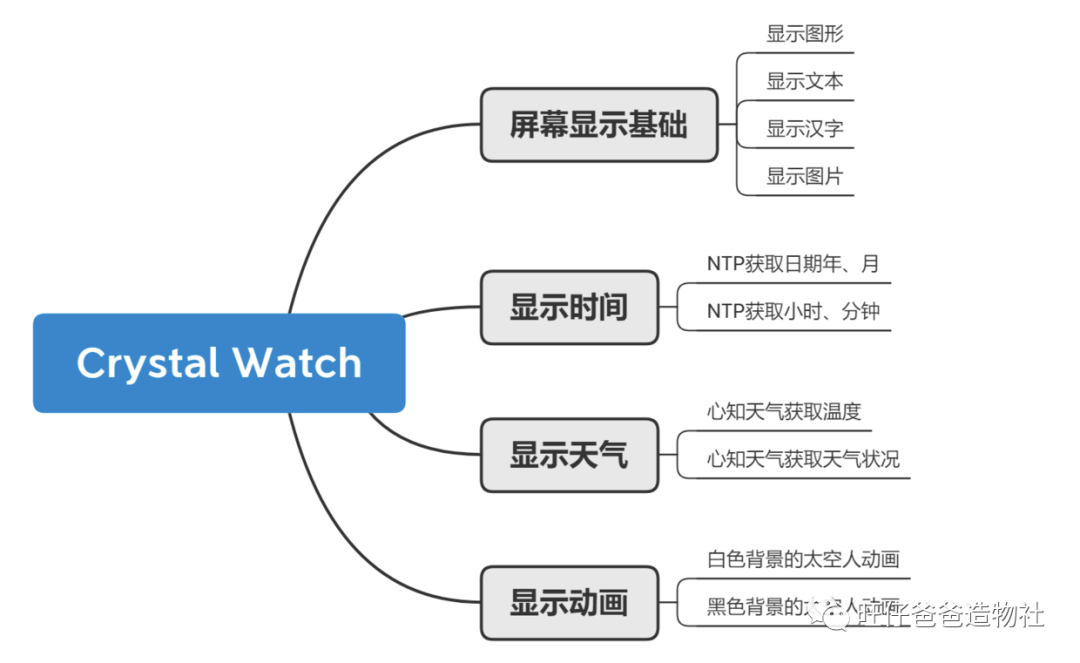 显示图形
显示文本
屏幕显示基础
显示汉字
显示图片
NTP获取日期年、月
显示时间
NTP获取小时、分钟
Crystal Watch
心知天气获取温度
显示天气
心知天气获取天气状况
白色背景的太空人动画
显示动画
黑色背景的太空人动画
旺仔爸爸造物社